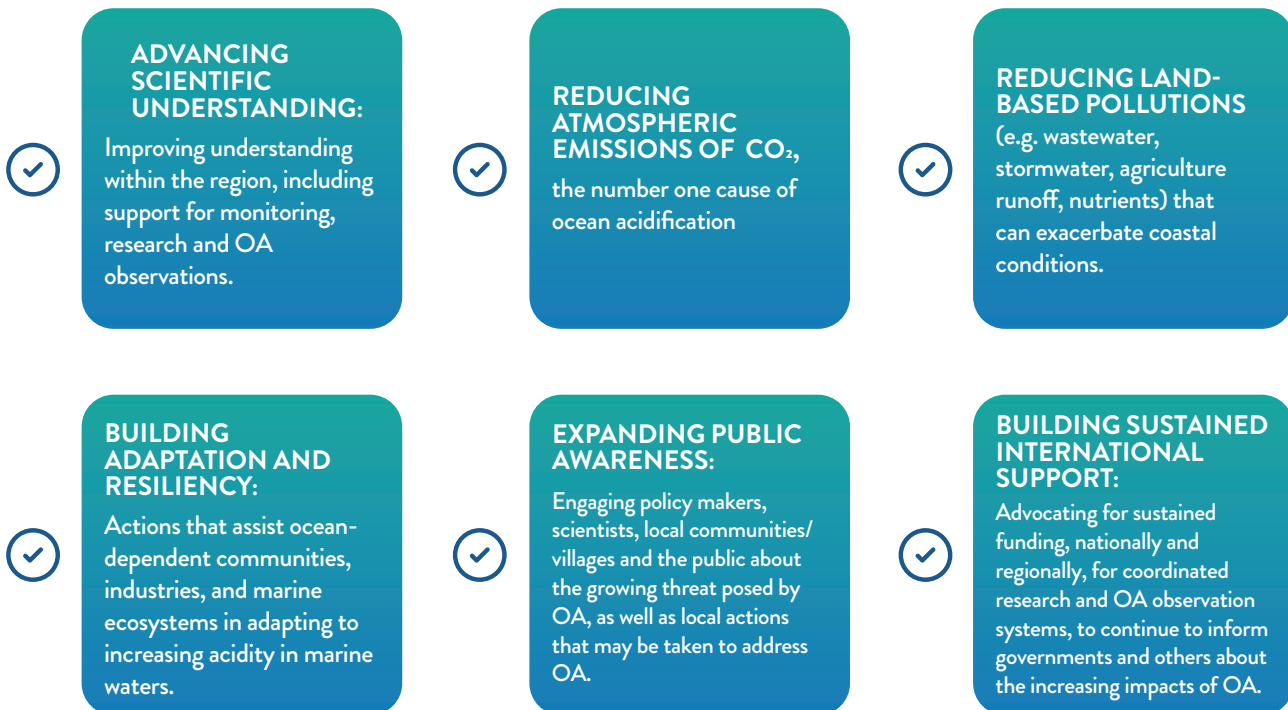 ADVANCING
SCIENTIFIC
UNDERSTANDING:
Improving understanding
within the region, including
support for monitoring,
research and OA
observations.
REDUCING
ATMOSPHERIC
EMISSIONS OF CO₂,
the number one cause of
ocean acidification
REDUCING LAND-
BASED POLLUTIONS
(e.g. wastewater,
stormwater, agriculture
runoff, nutrients) that
can exacerbate coastal
conditions.
BUILDING
ADAPTATION AND
RESILIENCY:
Actions that assist ocean-
dependent communities,
industries, and marine
ecosystems in adapting to
increasing acidity in marine
waters.
EXPANDING PUBLIC
AWARENESS:
Engaging policy makers,
scientists, local communities/
villages and the public about
the growing threat posed by
OA, as well as local actions
that may be taken to address
OA.
BUILDING SUSTAINED
INTERNATIONAL
SUPPORT:
Advocating for sustained
funding, nationally and
regionally, for coordinated
research and OA observation
systems, to continue to inform
governments and others about
the increasing impacts of OA.